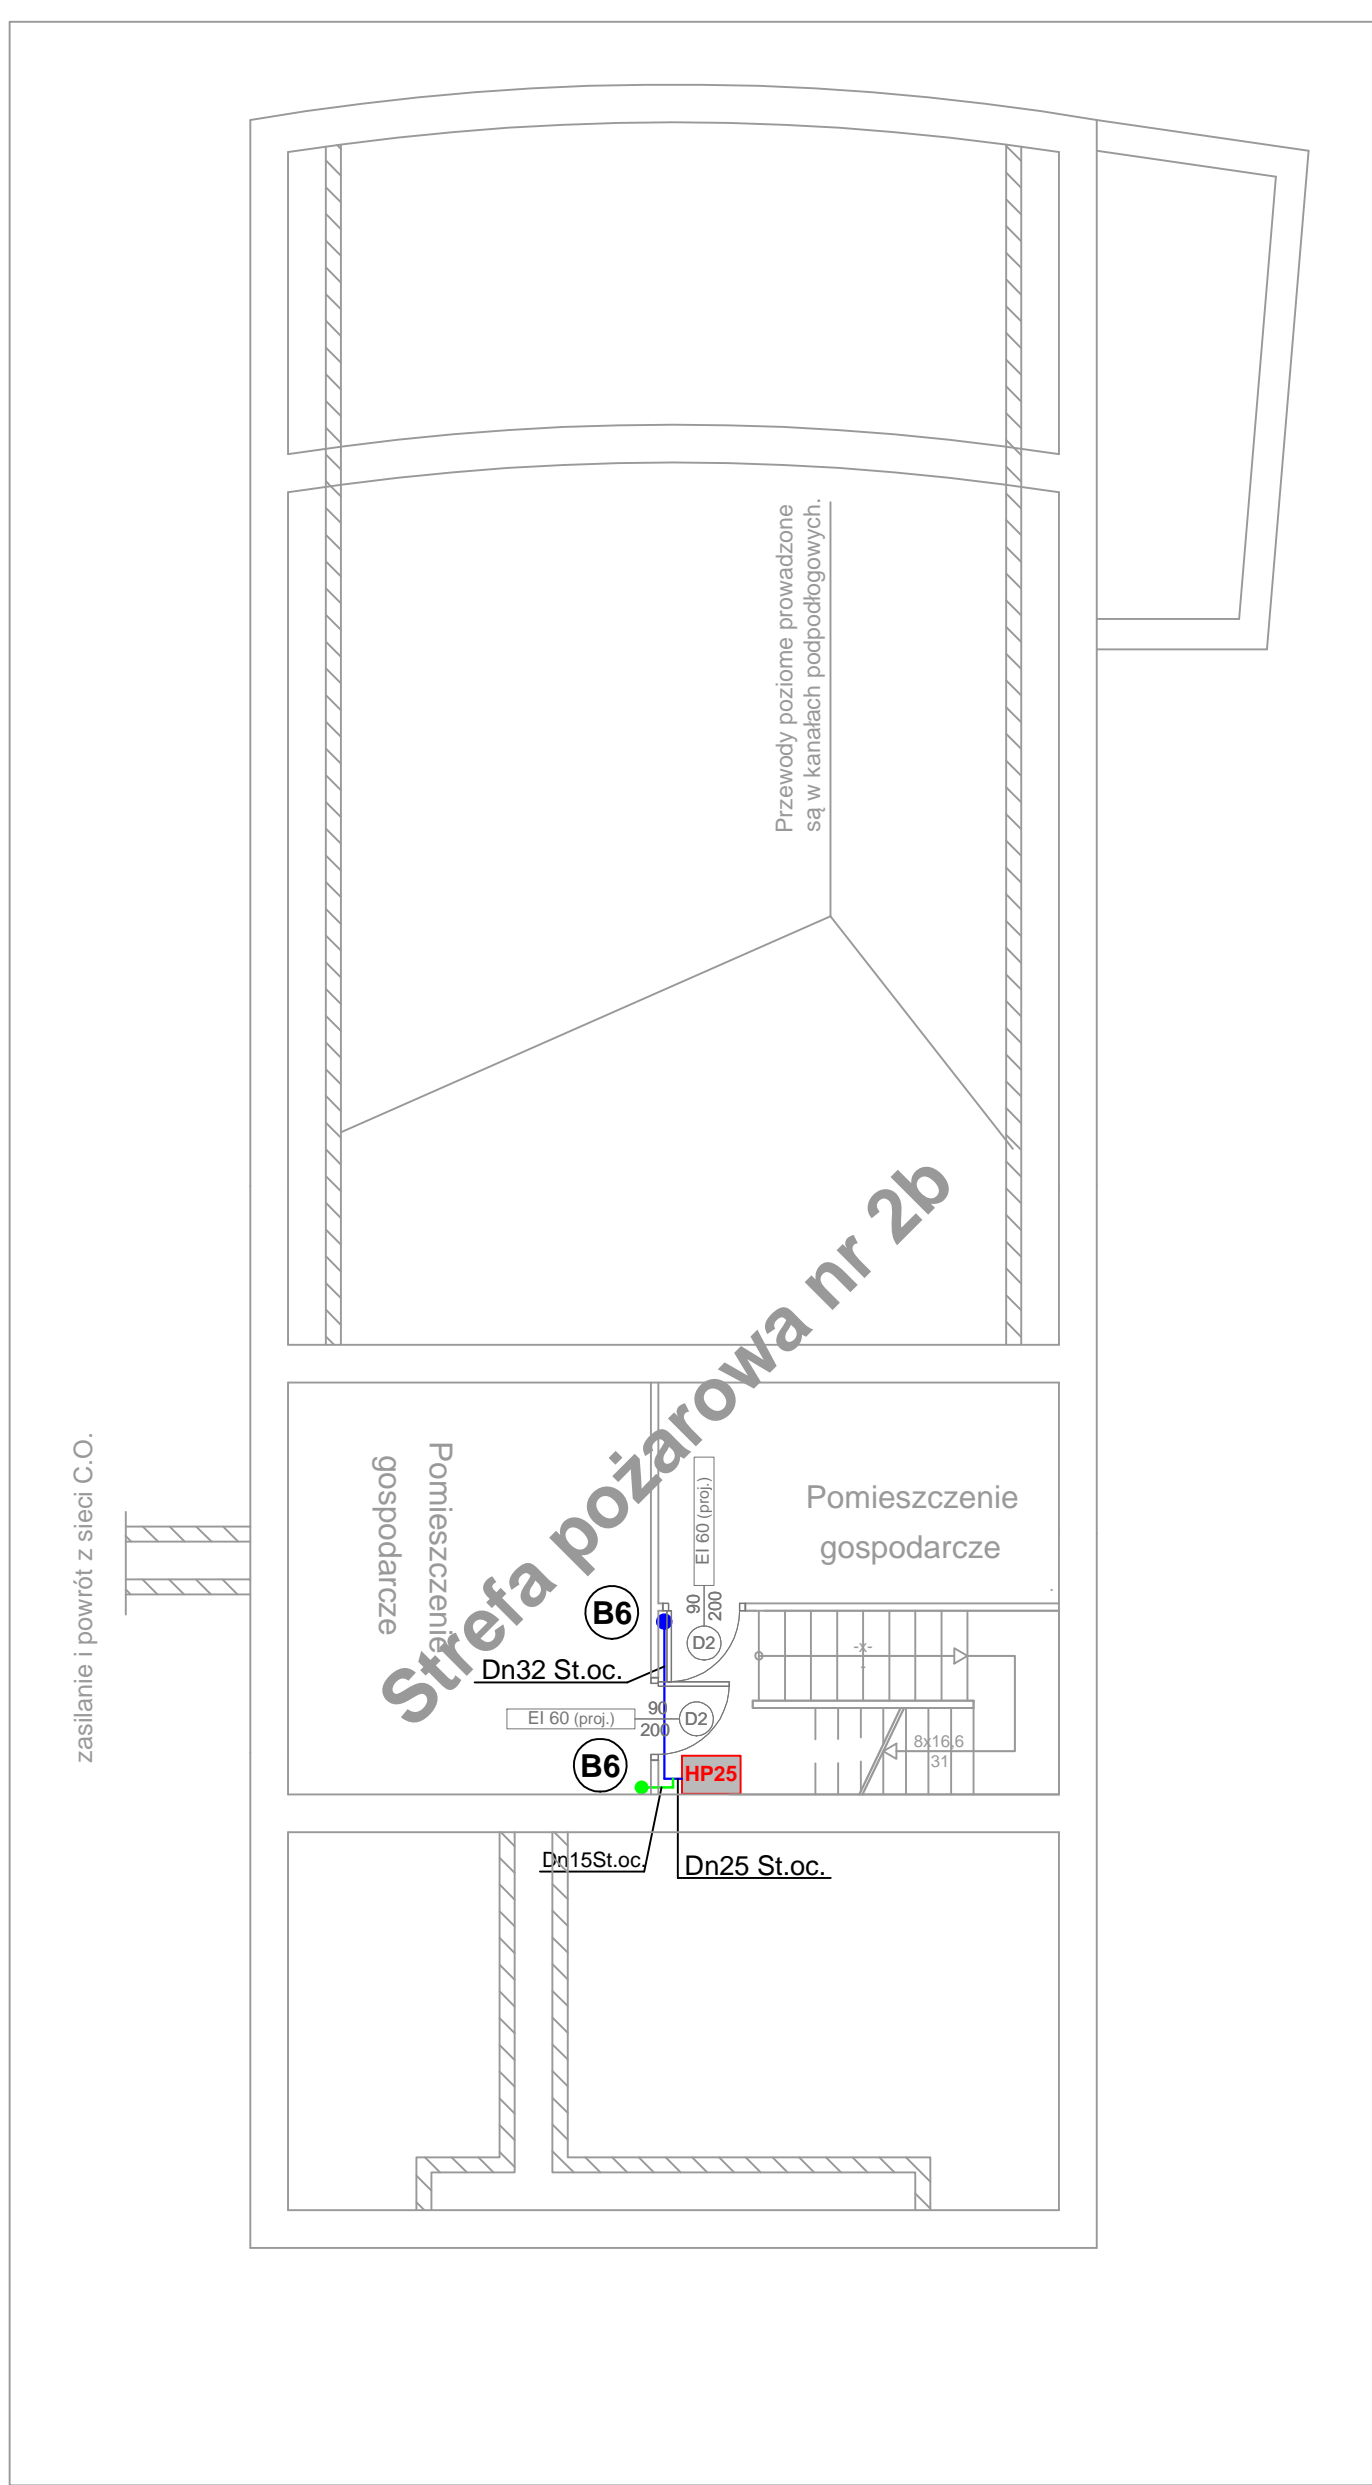 Przewody poziome prowadzone
są w kanałach podpodłogowych.
Strefa pożarowa nr 2b
zasilanie i powrót z sieci C.O.
Pomieszczenie
gospodarcze
Pomieszczenie
gospodarcze
EI 60 (proj.)
90
200
D2
B6
Dn32 St.oc.
-x-
EI 60 (proj.)
90
200
D2
8x16,6
31
B6
HP25
Dn15St.oc.
Dn25 St.oc.